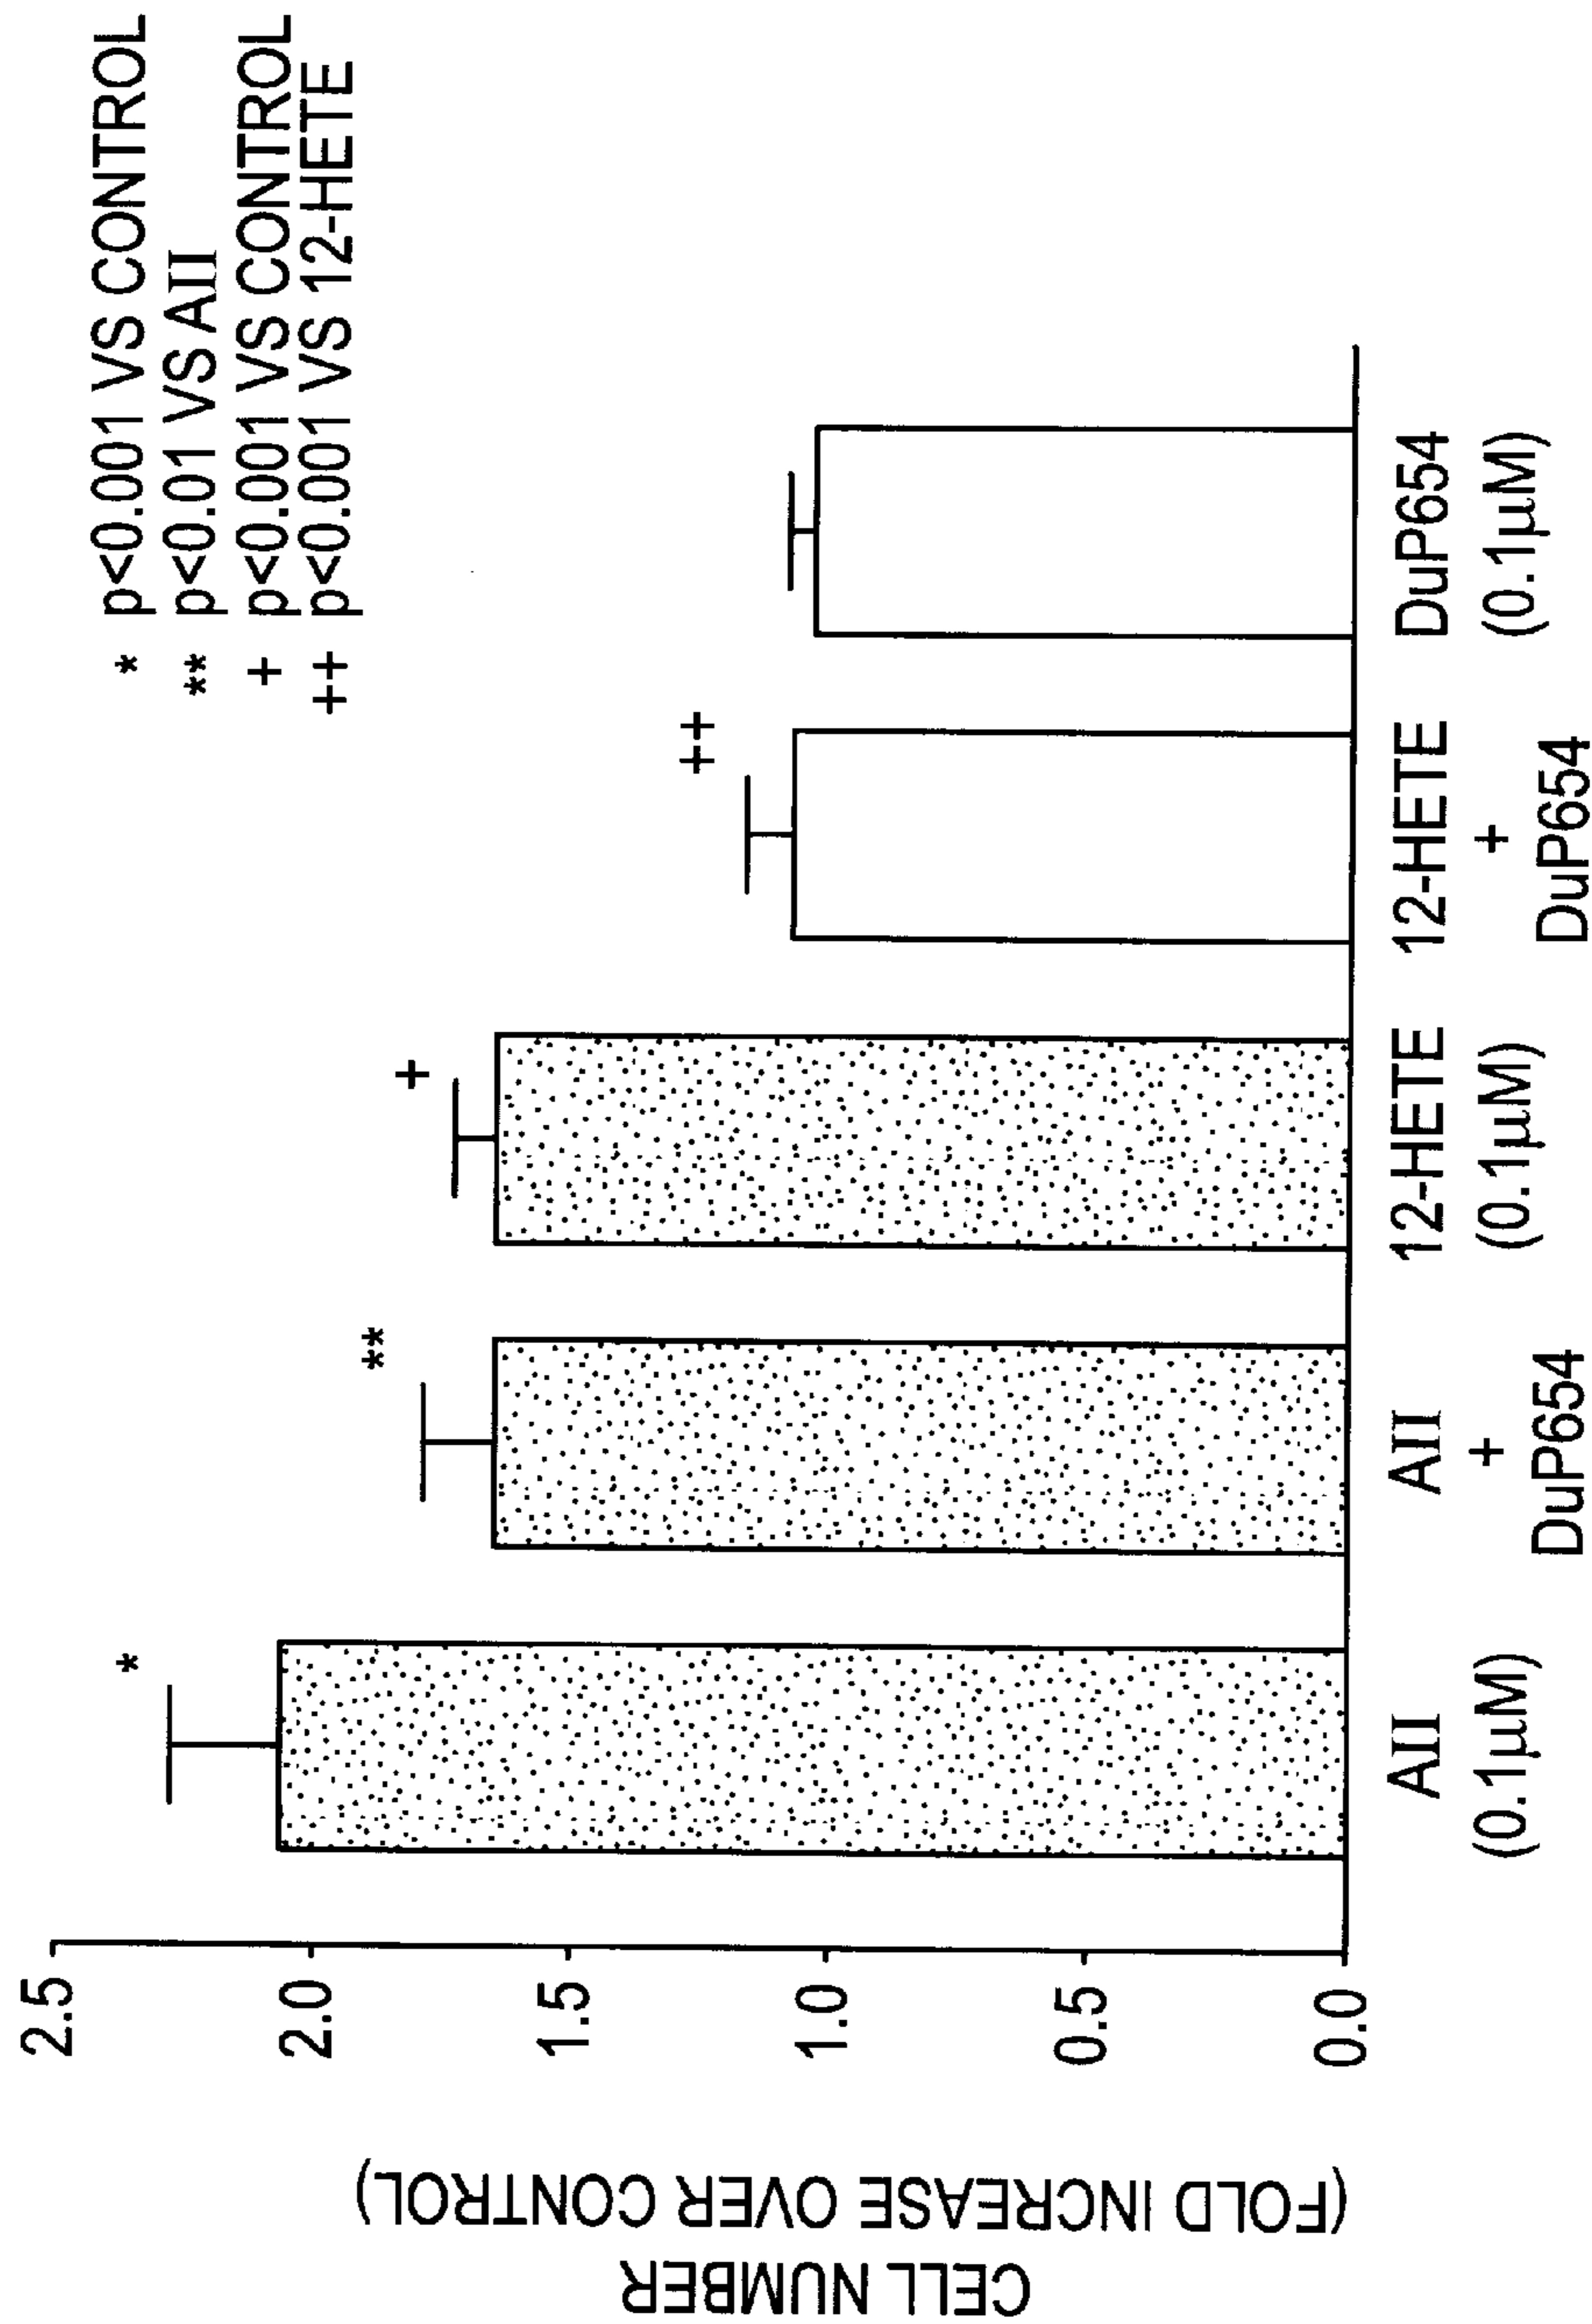 * p<0.001 VS CONTROL
** p<0.01 VS AII
+ p<0.001 VS CONTROL
++ p<0.001 VS 12-HETE
CELL NUMBER
(FOLD INCREASE OVER CONTROL)
2.5
2.0
1.5
1.0
0.5
0.0
*
**
+
++
AII
(0.1µM)
AII
+
DuP654
12-HETE
(0.1µM)
12-HETE
+
DuP654
DuP654
(0.1µM)